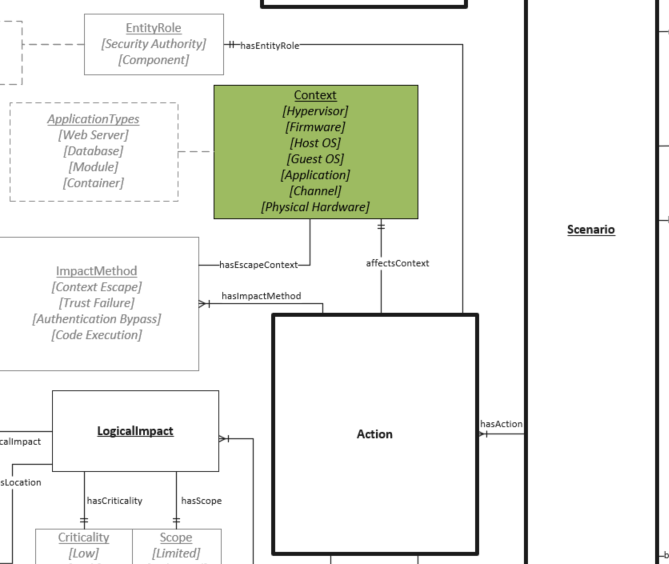 EntityRole
[Security Authority]
[Component]
hasEntityRole
Context
[Hypervisor]
[Firmware]
[Host OS]
[Guest OS]
[Application]
[Channel]
[Physical Hardware]
ApplicationTypes
[Web Server]
[Database]
[Module]
[Container]
Scenario
hasEscapeContext
affectsContext
ImpactMethod
[Context Escape]
[Trust Failure]
[Authentication Bypass]
[Code Execution]
hasImpactMethod
LogicalImpact
Action
hasAction
calImpact
sLocation
hasCriticality
hasScope
Criticality
[Low]
Scope
[Limited]